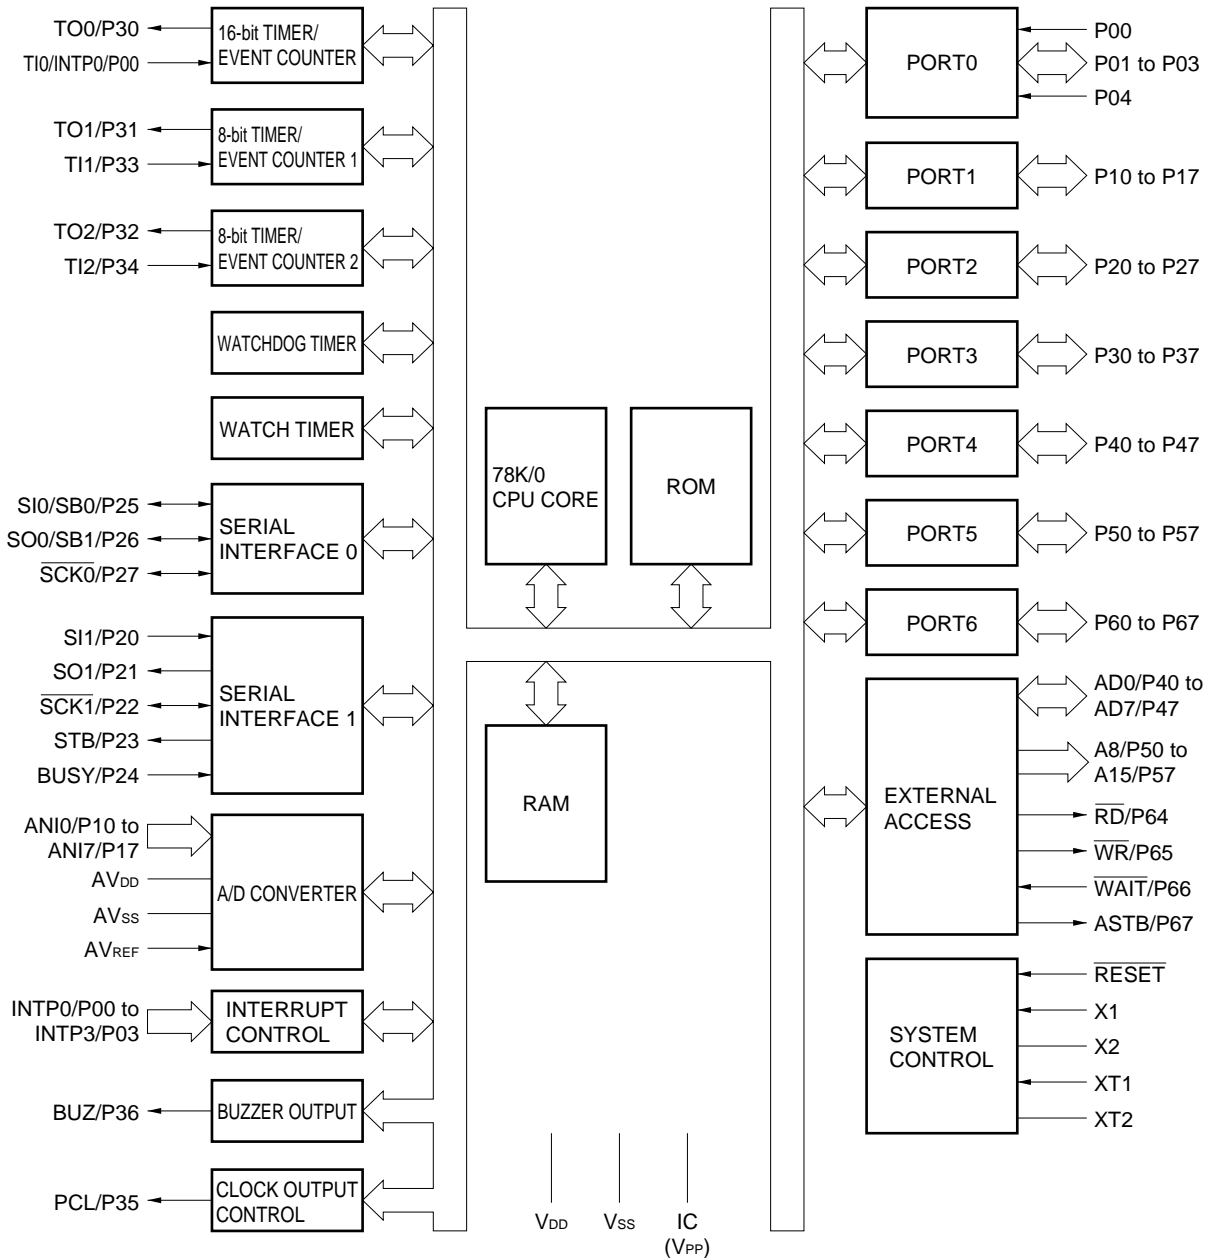 TO0/P30
TI0/INTP0/P00
16-bit TIMER/
EVENT COUNTER
TO1/P31
TI1/P33
8-bit TIMER/
EVENT COUNTER 1
TO2/P32
TI2/P34
8-bit TIMER/
EVENT COUNTER 2
WATCHDOG TIMER
WATCH TIMER
SI0/SB0/P25
SO0/SB1/P26
SCK0/P27
SERIAL
INTERFACE 0
SI1/P20
SO1/P21
SCK1/P22
STB/P23
BUSY/P24
SERIAL
INTERFACE 1
ANI0/P10 to
ANI7/P17
AVDD
AVSS
AVREF
A/D CONVERTER
INTP0/P00 to
INTP3/P03
INTERRUPT
CONTROL
BUZ/P36
BUZZER OUTPUT
PCL/P35
CLOCK OUTPUT
CONTROL
78K/0
CPU CORE
ROM
RAM
VDD
VSS
IC
(VPP)
PORT0
P00
P01 to P03
P04
PORT1
P10 to P17
PORT2
P20 to P27
PORT3
P30 to P37
PORT4
P40 to P47
PORT5
P50 to P57
PORT6
P60 to P67
EXTERNAL
ACCESS
AD0/P40 to
AD7/P47
A8/P50 to
A15/P57
RD/P64
WR/P65
WAIT/P66
ASTB/P67
SYSTEM
CONTROL
RESET
X1
X2
XT1
XT2